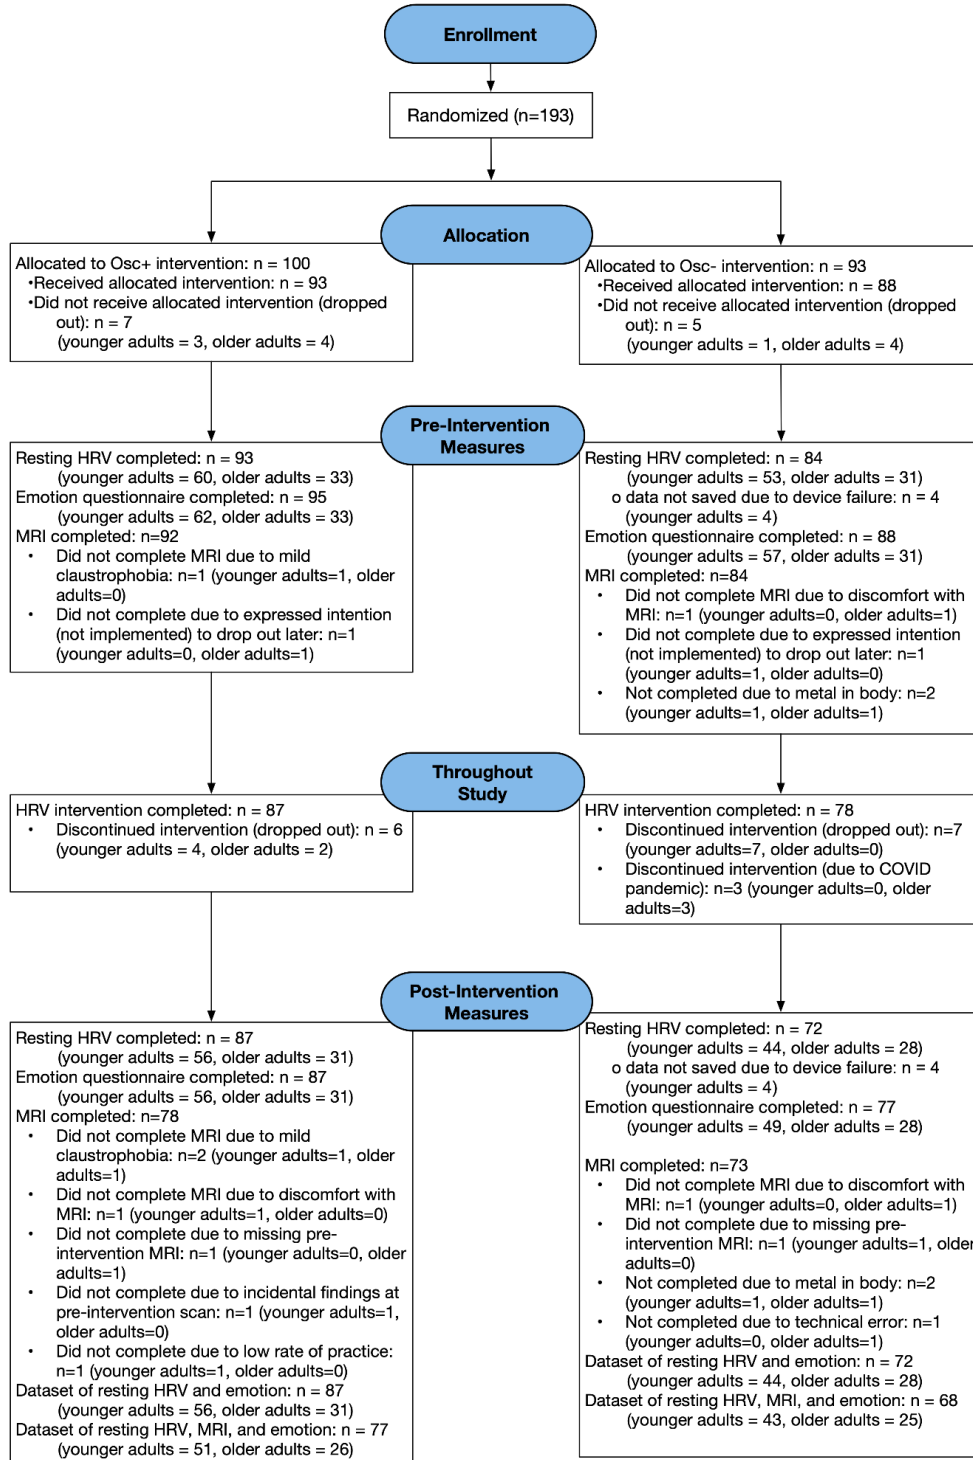 Enrollment
Randomized (n=193)
Allocation
Allocated to Osc+ intervention: n = 100
•Received allocated intervention: n = 93
•Did not receive allocated intervention (dropped
out): n = 7
(younger adults = 3, older adults = 4)
Allocated to Osc- intervention: n = 93
•Received allocated intervention: n = 88
•Did not receive allocated intervention (dropped
out): n = 5
(younger adults = 1, older adults = 4)
Pre-Intervention
Measures
Resting HRV completed: n = 93
(younger adults = 60, older adults = 33)
Emotion questionnaire completed: n = 95
(younger adults = 62, older adults = 33)
MRI completed: n=92
• Did not complete MRI due to mild
claustrophobia: n=1 (younger adults=1, older
adults=0)
• Did not complete due to expressed intention
(not implemented) to drop out later: n=1
(younger adults=0, older adults=1)
Resting HRV completed: n = 84
(younger adults = 53, older adults = 31)
o data not saved due to device failure: n = 4
(younger adults = 4)
Emotion questionnaire completed: n = 88
(younger adults = 57, older adults = 31)
MRI completed: n=84
• Did not complete MRI due to discomfort with
MRI: n=1 (younger adults=0, older adults=1)
• Did not complete due to expressed intention
(not implemented) to drop out later: n=1
(younger adults=1, older adults=0)
• Not completed due to metal in body: n=2
(younger adults=1, older adults=1)
Throughout
Study
HRV intervention completed: n = 87
• Discontinued intervention (dropped out): n = 6
(younger adults = 4, older adults = 2)
HRV intervention completed: n = 78
• Discontinued intervention (dropped out): n=7
(younger adults=7, older adults=0)
• Discontinued intervention (due to COVID
pandemic): n=3 (younger adults=0, older
adults=3)
Post-Intervention
Measures
Resting HRV completed: n = 87
(younger adults = 56, older adults = 31)
Emotion questionnaire completed: n = 87
(younger adults = 56, older adults = 31)
MRI completed: n=78
• Did not complete MRI due to mild
claustrophobia: n=2 (younger adults=1, older
adults=1)
• Did not complete MRI due to discomfort with
MRI: n=1 (younger adults=1, older adults=0)
• Did not complete due to missing pre-
intervention MRI: n=1 (younger adults=0, older
adults=1)
• Did not complete due to incidental findings at
pre-intervention scan: n=1 (younger adults=1,
older adults=0)
• Did not complete due to low rate of practice:
n=1 (younger adults=1, older adults=0)
Dataset of resting HRV and emotion: n = 87
(younger adults = 56, older adults = 31)
Dataset of resting HRV, MRI, and emotion: n = 77
(younger adults = 51, older adults = 26)
Resting HRV completed: n = 72
(younger adults = 44, older adults = 28)
o data not saved due to device failure: n = 4
(younger adults = 4)
Emotion questionnaire completed: n = 77
(younger adults = 49, older adults = 28)
MRI completed: n=73
• Did not complete MRI due to discomfort with
MRI: n=1 (younger adults=0, older adults=1)
• Did not complete due to missing pre-
intervention MRI: n=1 (younger adults=1, older
adults=0)
• Not completed due to metal in body: n=2
(younger adults=1, older adults=1)
• Not completed due to technical error: n=1
(younger adults=0, older adults=1)
Dataset of resting HRV and emotion: n = 72
(younger adults = 44, older adults = 28)
Dataset of resting HRV, MRI, and emotion: n = 68
(younger adults = 43, older adults = 25)